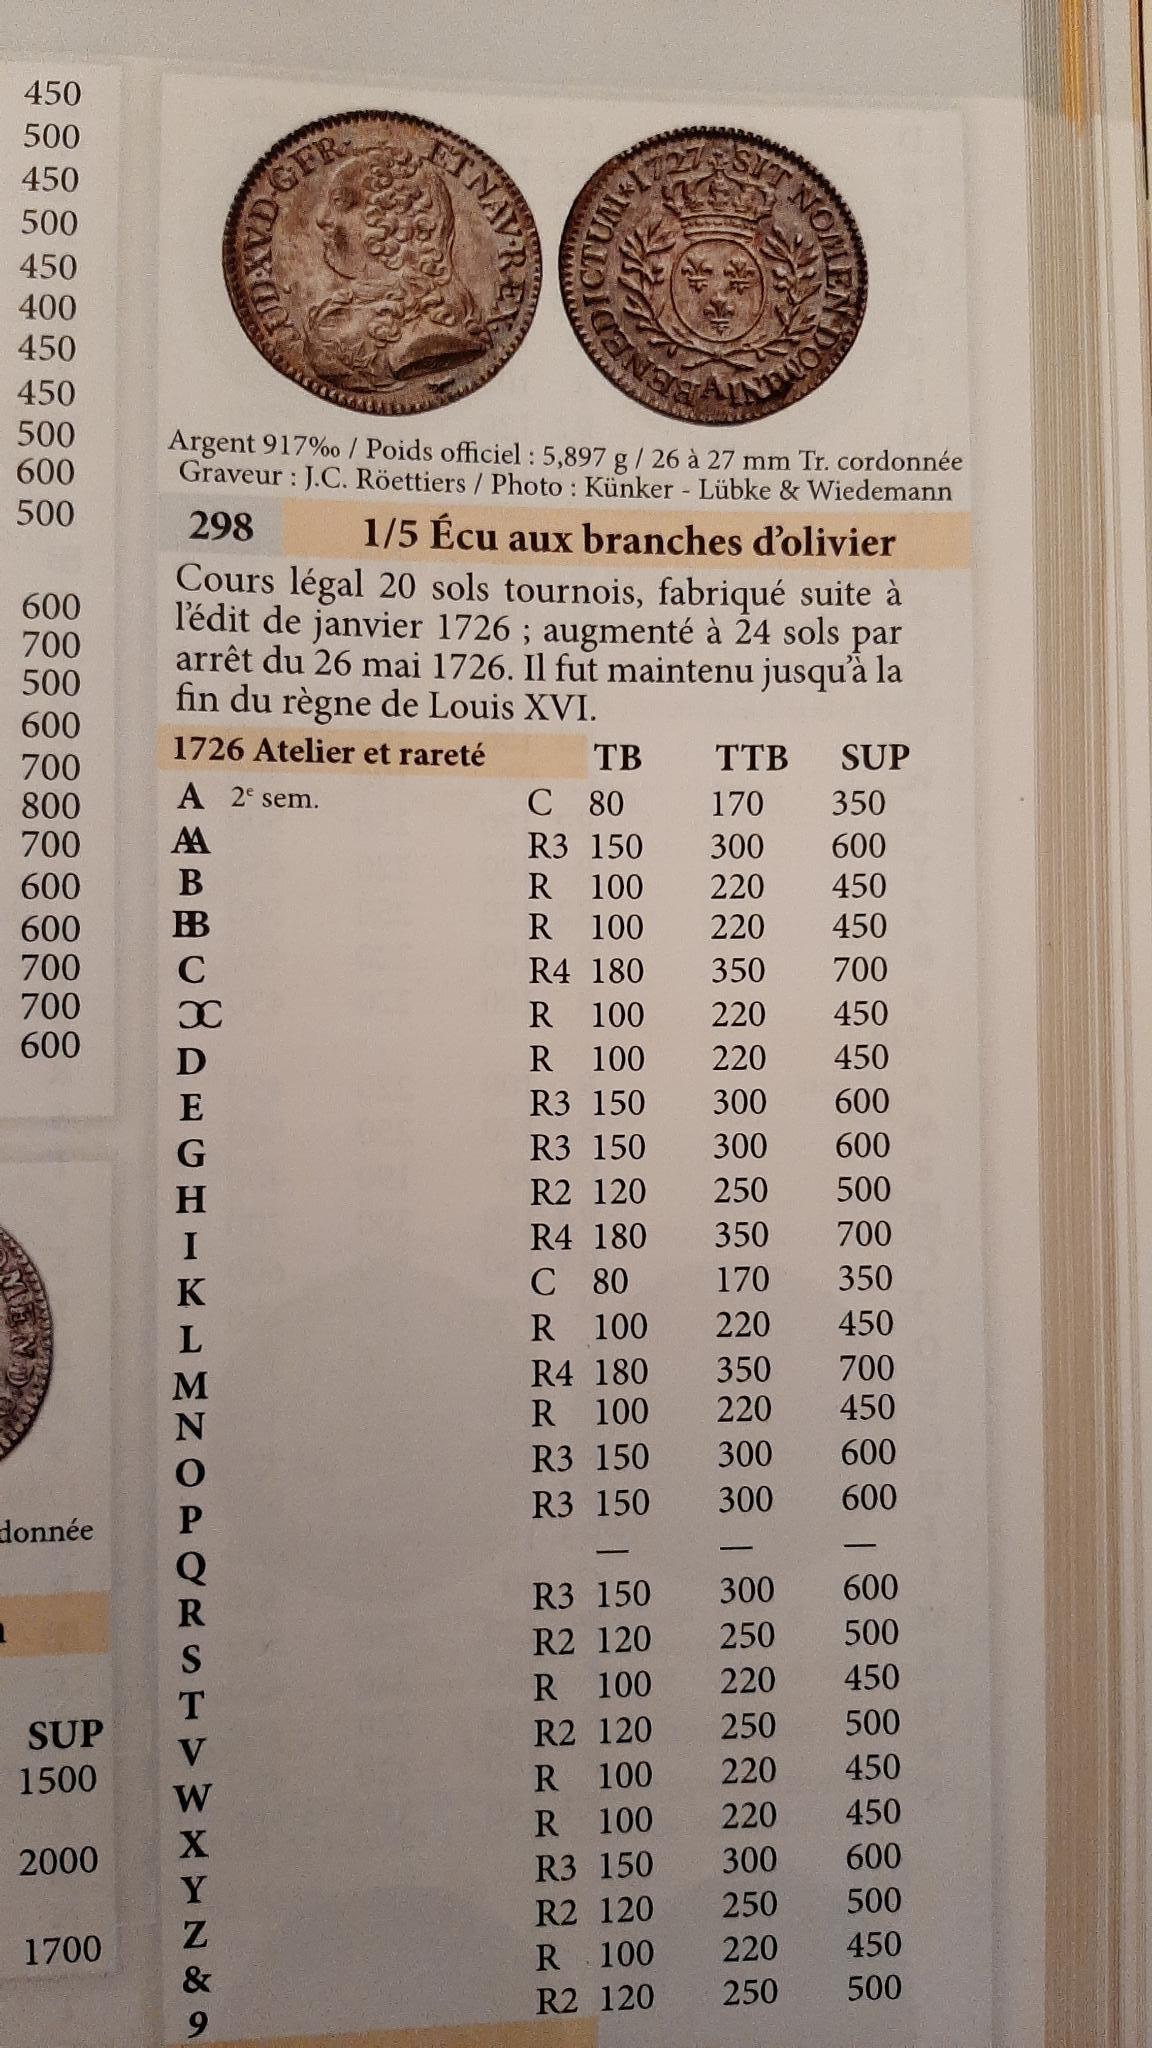 450
500
450
500
450
400
450
450
500
600
500
600
700
500
600
700
800
700
600
600
700
700
600
OMEN·D
donnée
SUP
1500
2000
1700
LUD·XV·D·G·FR· ET·NAV·REX·
1727 · SIT·NOMEN·DOMINI A BENEDICTUM*
Argent 917‰ / Poids officiel : 5,897 g / 26 à 27 mm Tr. cordonnée
Graveur : J.C. Röettiers / Photo : Künker - Lübke & Wiedemann
298 1/5 Écu aux branches d'olivier
Cours légal 20 sols tournois, fabriqué suite à
l'édit de janvier 1726 ; augmenté à 24 sols par
arrêt du 26 mai 1726. Il fut maintenu jusqu'à la
fin du règne de Louis XVI.
1726 Atelier et rareté TB TTB SUP
A 2e sem. C 80 170 350
AA R3 150 300 600
B R 100 220 450
BB R 100 220 450
C R4 180 350 700
ƆC R 100 220 450
D R 100 220 450
E R3 150 300 600
G R3 150 300 600
H R2 120 250 500
I R4 180 350 700
K C 80 170 350
L R 100 220 450
M R4 180 350 700
N R 100 220 450
O R3 150 300 600
P R3 150 300 600
Q — — —
R R3 150 300 600
S R2 120 250 500
T R 100 220 450
V R2 120 250 500
W R 100 220 450
X R 100 220 450
Y R3 150 300 600
Z R2 120 250 500
& R 100 220 450
9 R2 120 250 500